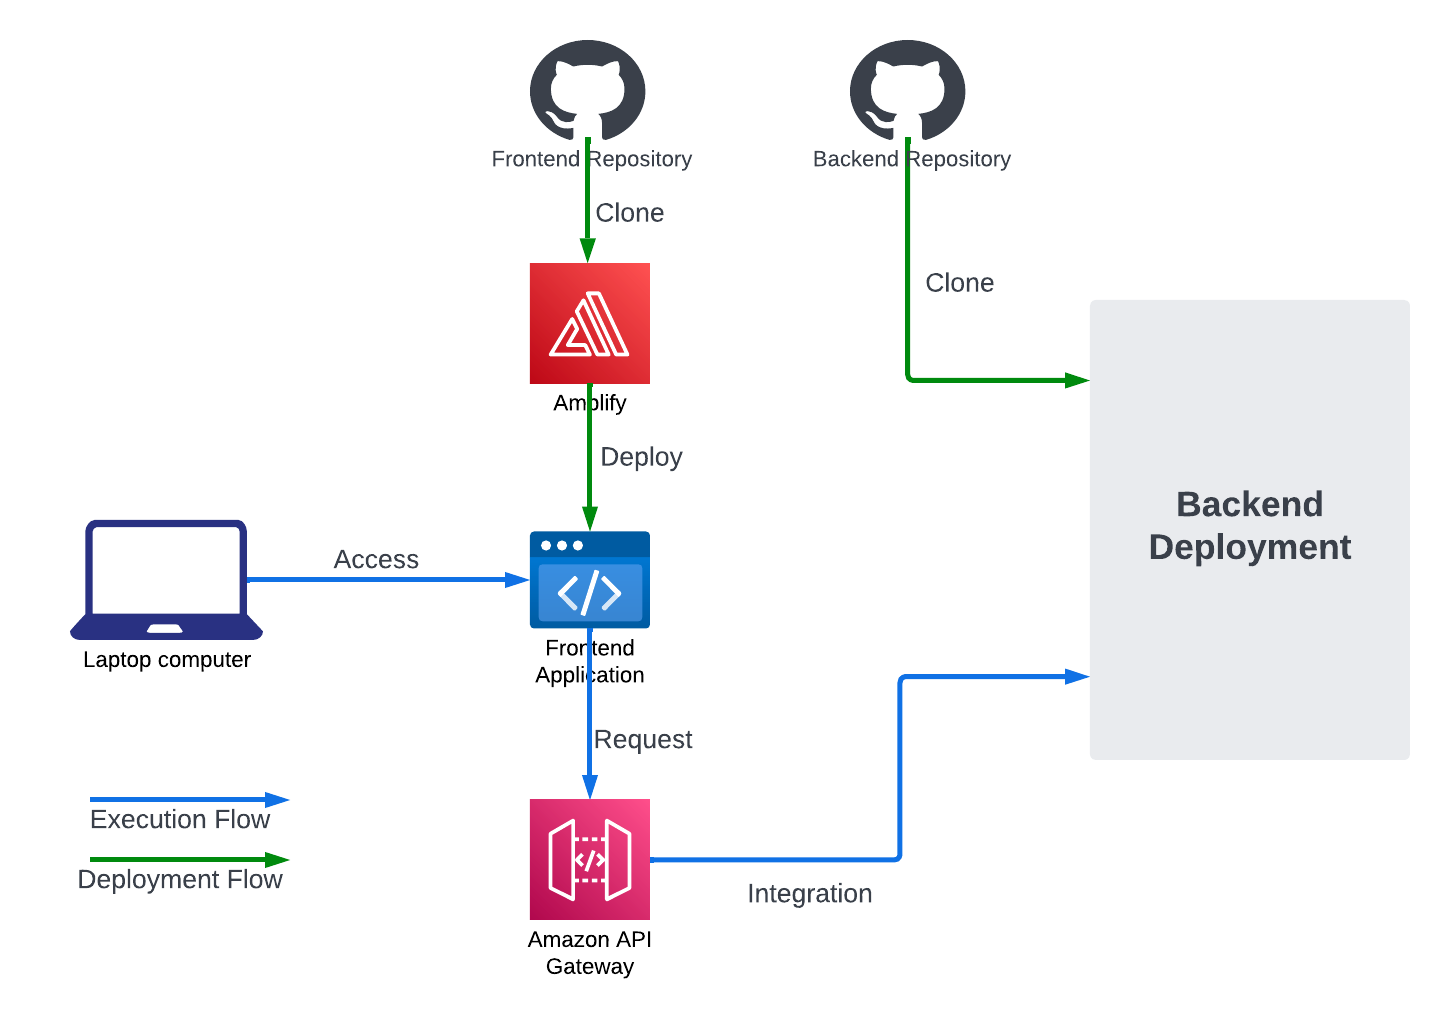 Frontend Repository
Backend Repository
Clone
Clone
Amplify
Deploy
Backend
Deployment
Access
Laptop computer
Frontend
Application
Request
Execution Flow
Deployment Flow
Integration
Amazon API
Gateway